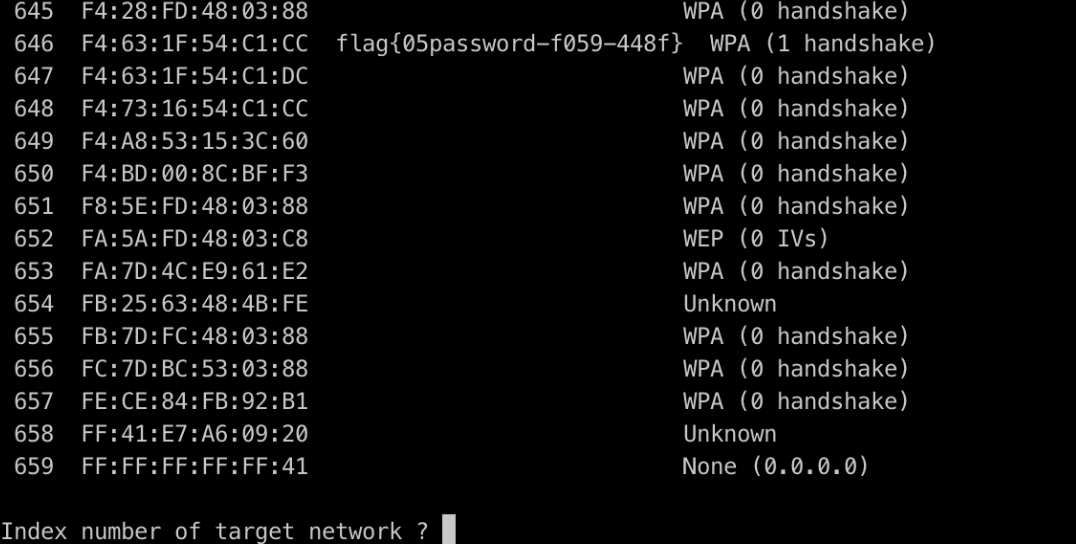 645 F4:28:FD:48:03:88 WPA (0 handshake)
646 F4:63:1F:54:C1:CC flag{05password-f059-448f} WPA (1 handshake)
647 F4:63:1F:54:C1:DC WPA (0 handshake)
648 F4:73:16:54:C1:CC WPA (0 handshake)
649 F4:A8:53:15:3C:60 WPA (0 handshake)
650 F4:BD:00:8C:BF:F3 WPA (0 handshake)
651 F8:5E:FD:48:03:88 WPA (0 handshake)
652 FA:5A:FD:48:03:C8 WEP (0 IVs)
653 FA:7D:4C:E9:61:E2 WPA (0 handshake)
654 FB:25:63:48:4B:FE Unknown
655 FB:7D:FC:48:03:88 WPA (0 handshake)
656 FC:7D:BC:53:03:88 WPA (0 handshake)
657 FE:CE:84:FB:92:B1 WPA (0 handshake)
658 FF:41:E7:A6:09:20 Unknown
659 FF:FF:FF:FF:FF:41 None (0.0.0.0)
Index number of target network ?